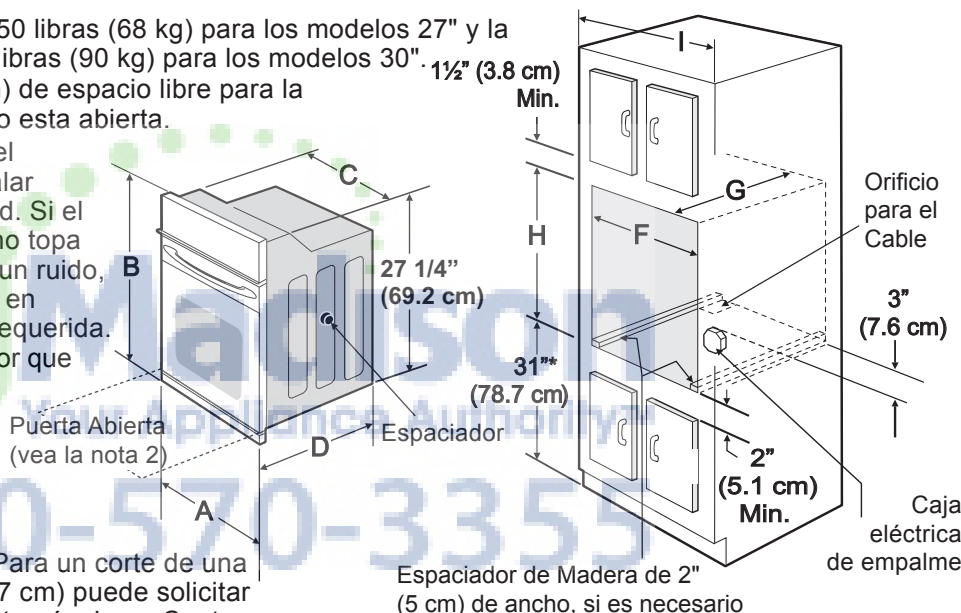 50 libras (68 kg) para los modelos 27" y la
libras (90 kg) para los modelos 30".
de espacio libre para la
esta abierta.
el
Si el
topa
un ruido,
en
que
1½” (3.8 cm)
Min.
I
C
B
27 1/4”
(69.2 cm)
H
G
F
Orificio
para el
Cable
3”
(7.6 cm)
31”*
(78.7 cm)
Madison
Your Appliance Authority™
Puerta Abierta
(vea la nota 2)
D
Espaciador
A
2”
(5.1 cm)
Min.
0-570-3355
Caja
eléctrica
de empalme
Para un corte de una
7 cm) puede solicitar
Espaciador de Madera de 2"
(5 cm) de ancho, si es necesario